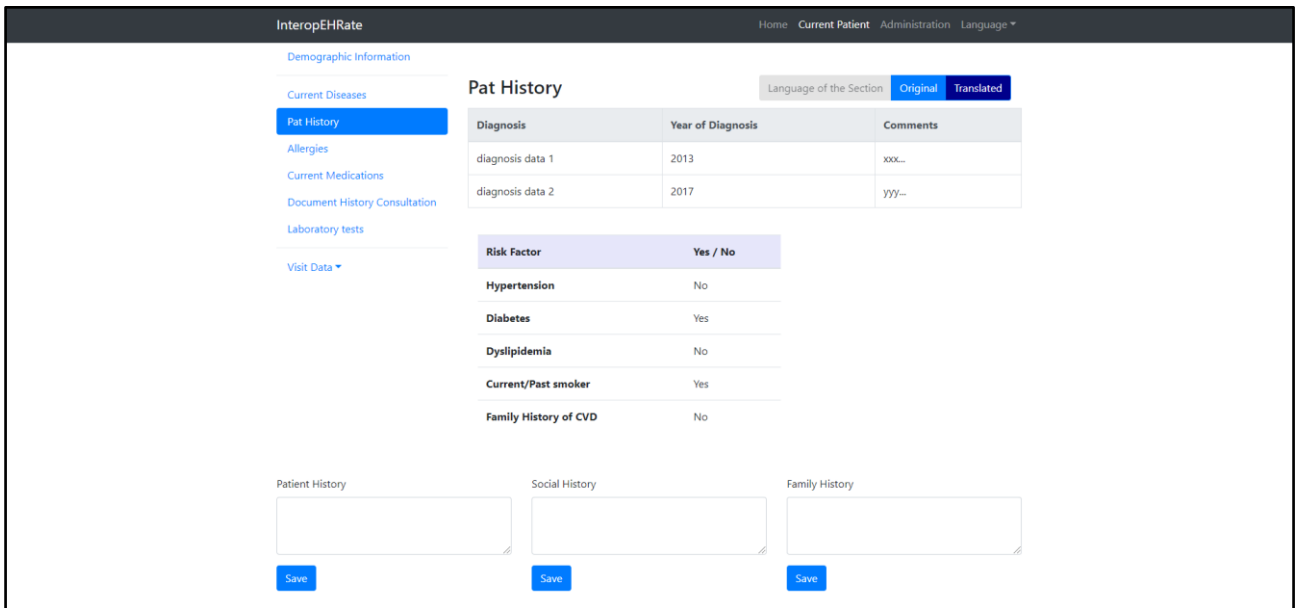 InteropEHRate Home Current Patient Administration Language
Demographic Information
Current Diseases
Pat History
Allergies
Current Medications
Document History Consultation
Laboratory tests
Visit Data
Pat History Language of the Section Original Translated
Diagnosis Year of Diagnosis Comments
diagnosis data 1 2013 xxx...
diagnosis data 2 2017 yyy...
Risk Factor Yes / No
Hypertension No
Diabetes Yes
Dyslipidemia No
Current/Past smoker Yes
Family History of CVD No
Patient History Social History Family History
Save Save Save